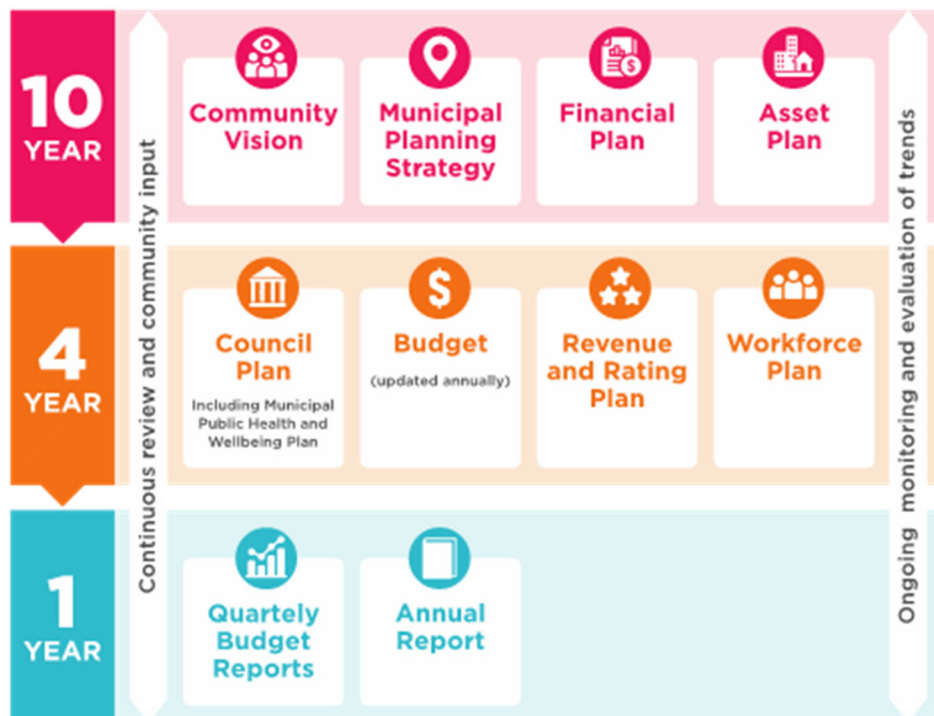 10
YEAR
Continuous review and community input
Community
Vision
Municipal
Planning
Strategy
Financial
Plan
Asset
Plan
Ongoing monitoring and evaluation of trends
4
YEAR
Council
Plan
Including Municipal
Public Health and
Wellbeing Plan
$
Budget
(updated annually)
Revenue
and Rating
Plan
Workforce
Plan
1
YEAR
Quartely
Budget
Reports
Annual
Report